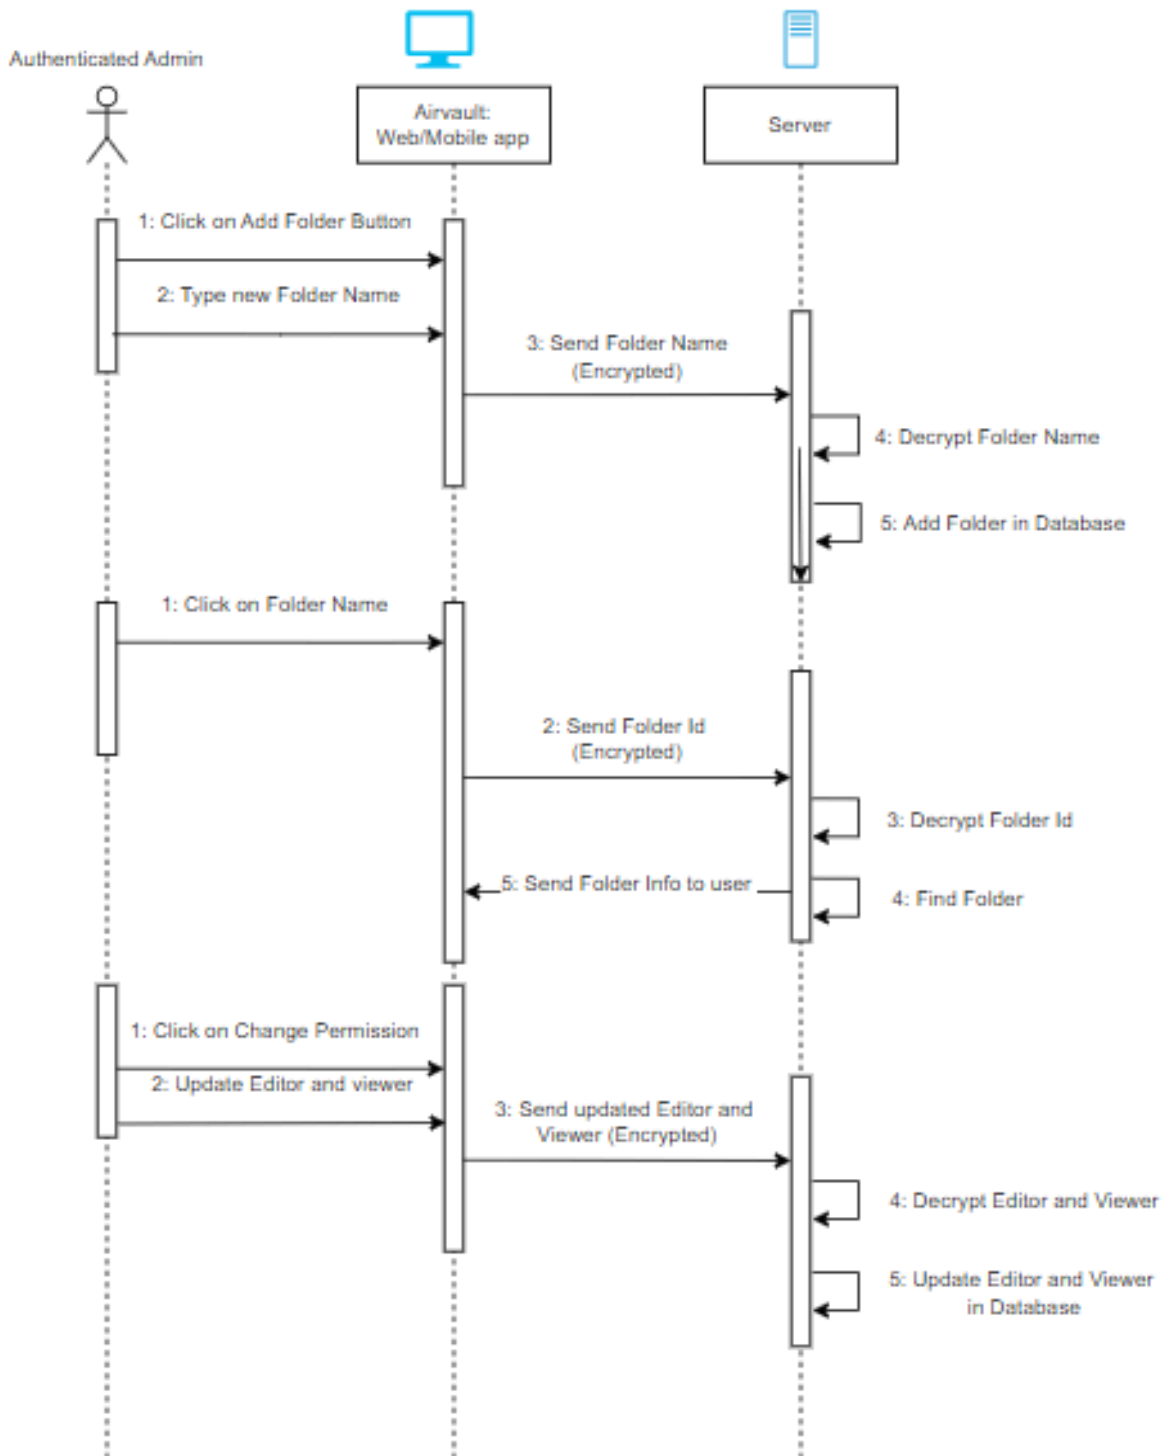 Authenticated Admin
Airvault:
Web/Mobile app
Server
1: Click on Add Folder Button
2: Type new Folder Name
3: Send Folder Name
(Encrypted)
4: Decrypt Folder Name
5: Add Folder in Database
1: Click on Folder Name
2: Send Folder Id
(Encrypted)
3: Decrypt Folder Id
5: Send Folder Info to user
4: Find Folder
1: Click on Change Permission
2: Update Editor and viewer
3: Send updated Editor and
Viewer (Encrypted)
4: Decrypt Editor and Viewer
5: Update Editor and Viewer
in Database